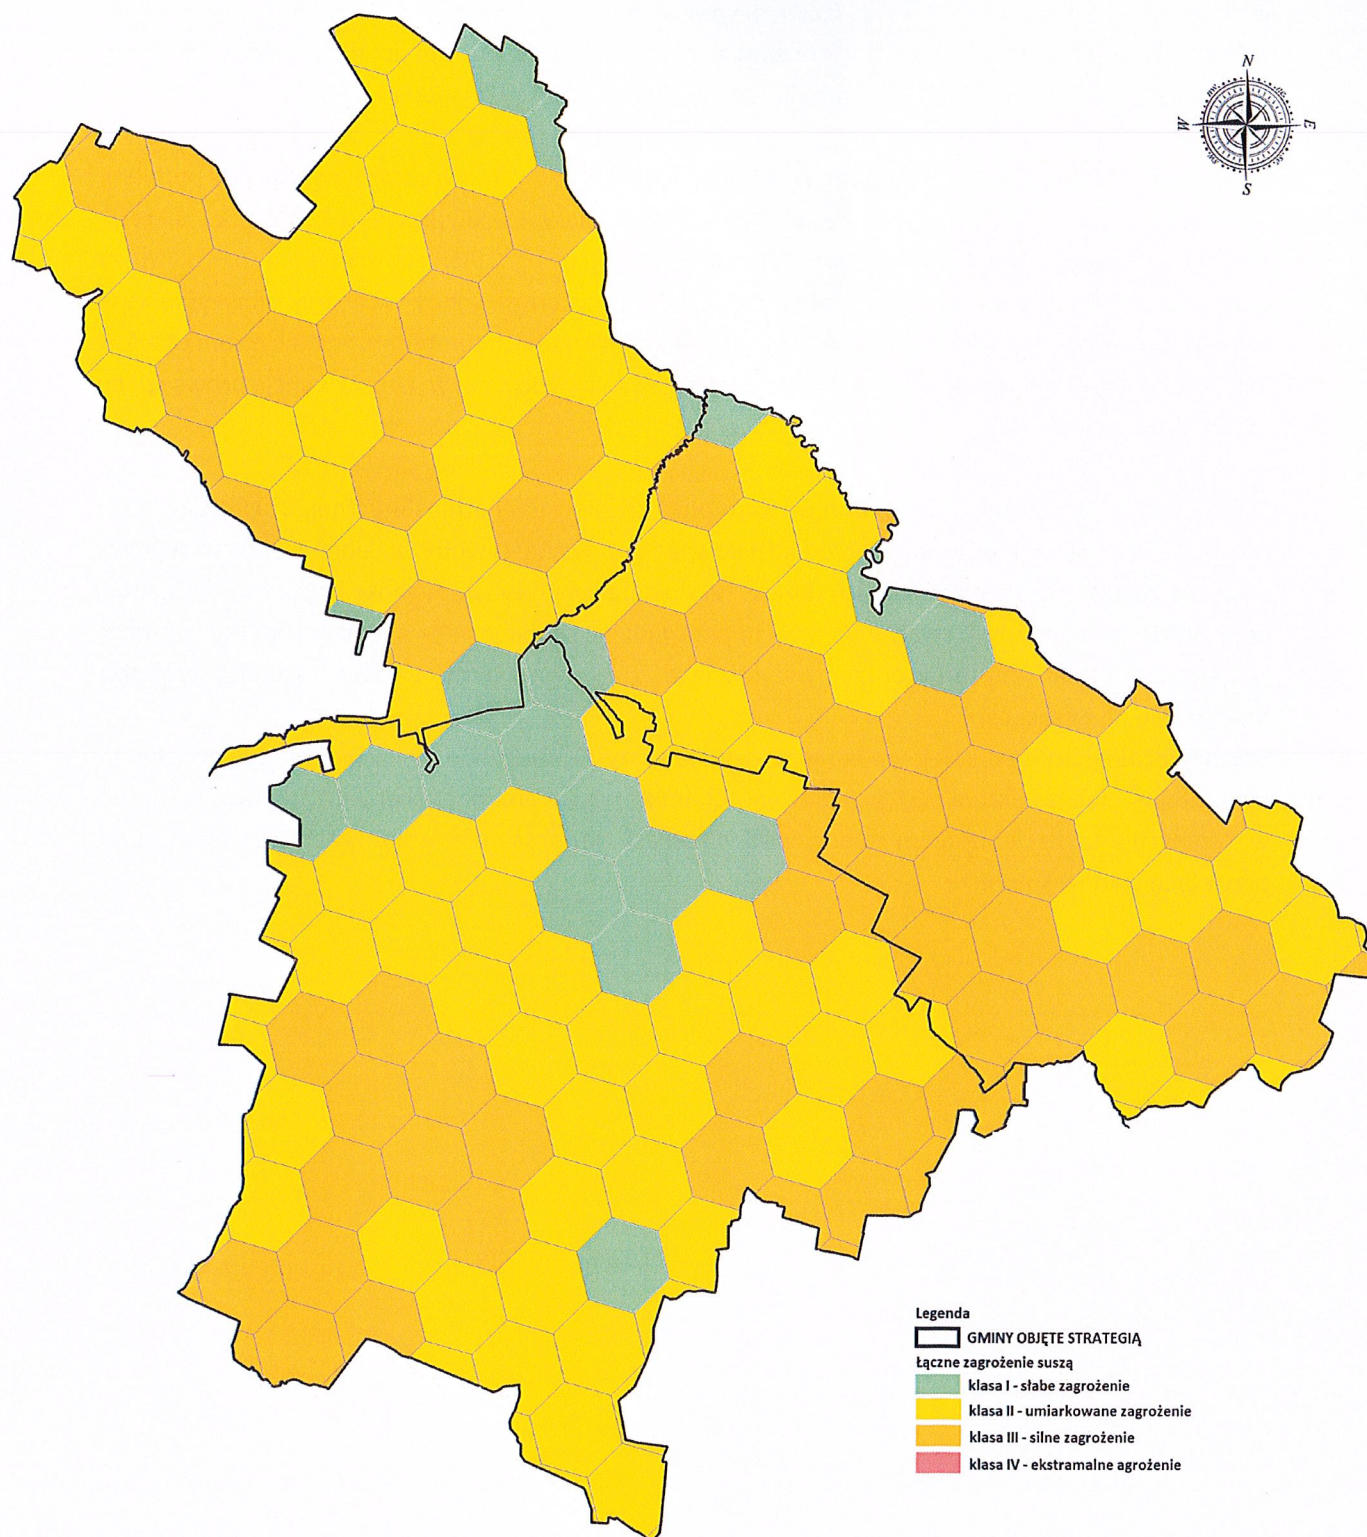 N
W
E
S
Legenda
GMINY OBJĘTE STRATEGIĄ
Łączne zagrożenie suszą
klasa I - słabe zagrożenie
klasa II - umiarkowane zagrożenie
klasa III - silne zagrożenie
klasa IV - ekstramalne agrożenie